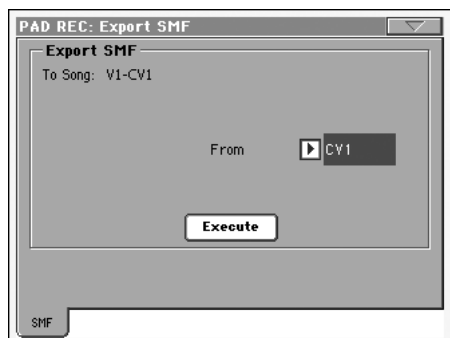 PAD REC: Export SMF
Export SMF
To Song: V1-CV1
From CV1
Execute
SMF